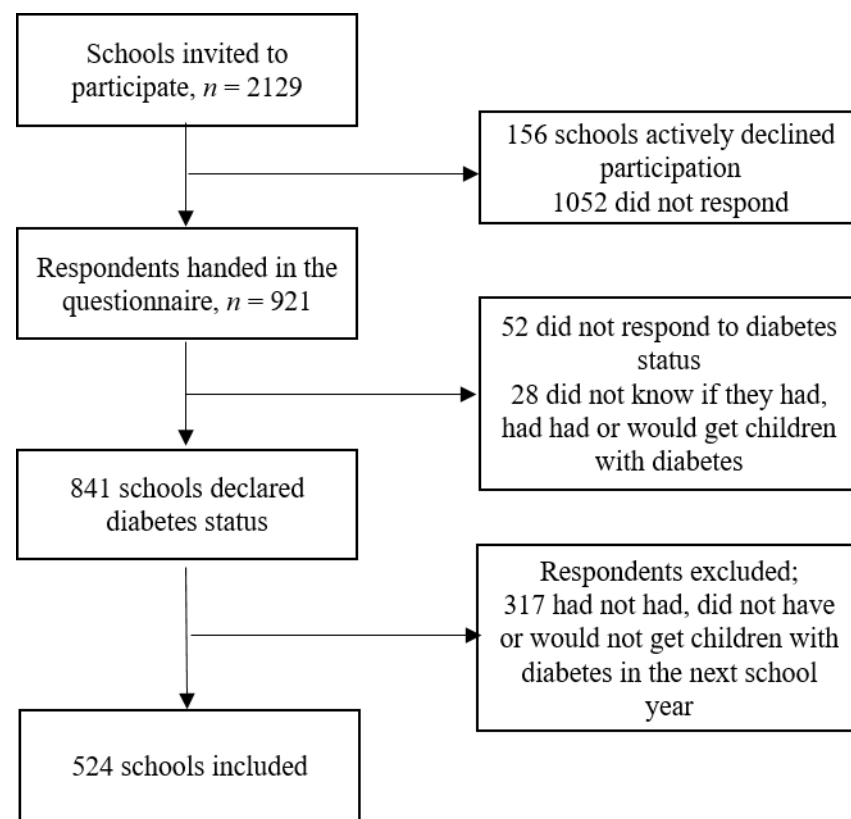 Schools invited to
participate, n = 2129
156 schools actively declined
participation
1052 did not respond
Respondents handed in the
questionnaire, n = 921
52 did not respond to diabetes
status
28 did not know if they had,
had had or would get children
with diabetes
841 schools declared
diabetes status
Respondents excluded;
317 had not had, did not have
or would not get children with
diabetes in the next school
year
524 schools included